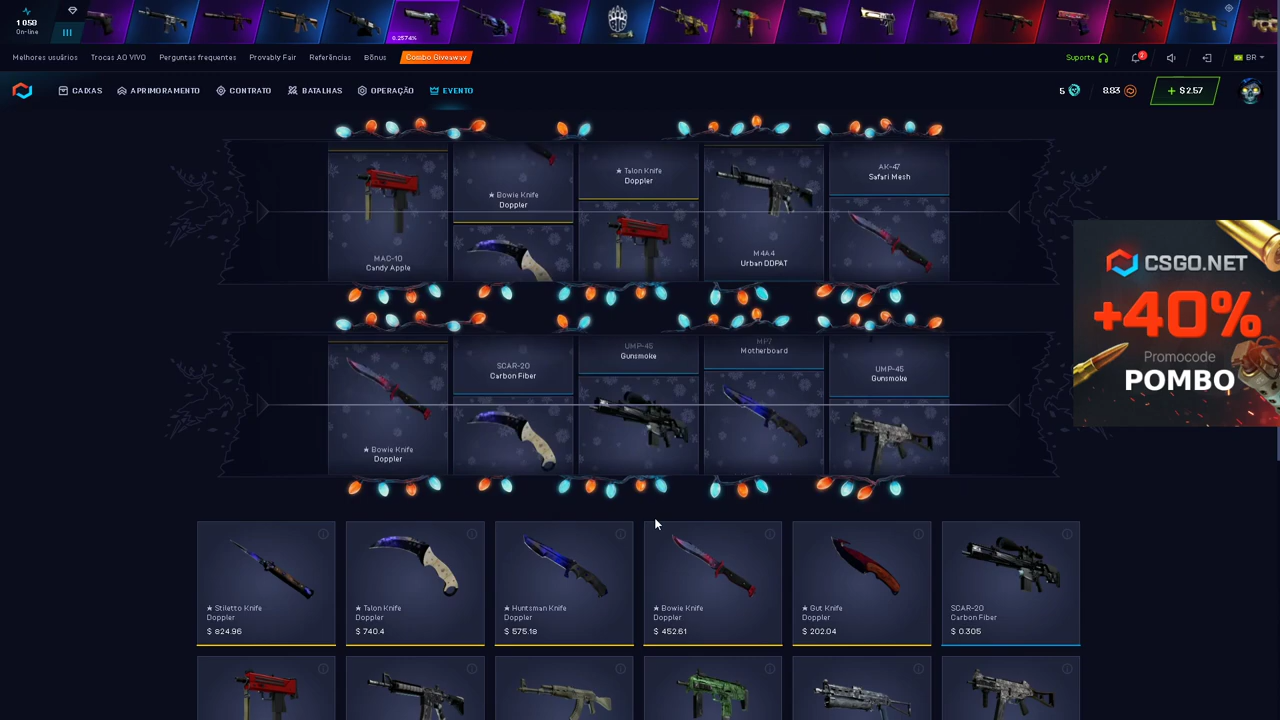 1 058
On-line
0.2574%
Melhores usuários
Trocas AO VIVO
Perguntas frequentes
Provably Fair
Referências
Bônus
Combo Giveaway
Suporte
2
BR
CAIXAS
APRIMORAMENTO
CONTRATO
BATALHAS
OPERAÇÃO
EVENTO
5
8.83
+ $ 2.57
MAC-10
Candy Apple
★ Bowie Knife
Doppler
★ Talon Knife
Doppler
M4A4
Urban DDPAT
AK-47
Safari Mesh
★ Bowie Knife
Doppler
SCAR-20
Carbon Fiber
UMP-45
Gunsmoke
MP7
Motherboard
UMP-45
Gunsmoke
CSGO.NET
+40%
Promocode
POMBO
★ Stiletto Knife
Doppler
$ 824.96
★ Talon Knife
Doppler
$ 740.4
★ Huntsman Knife
Doppler
$ 575.18
★ Bowie Knife
Doppler
$ 452.61
★ Gut Knife
Doppler
$ 202.04
SCAR-20
Carbon Fiber
$ 0.305